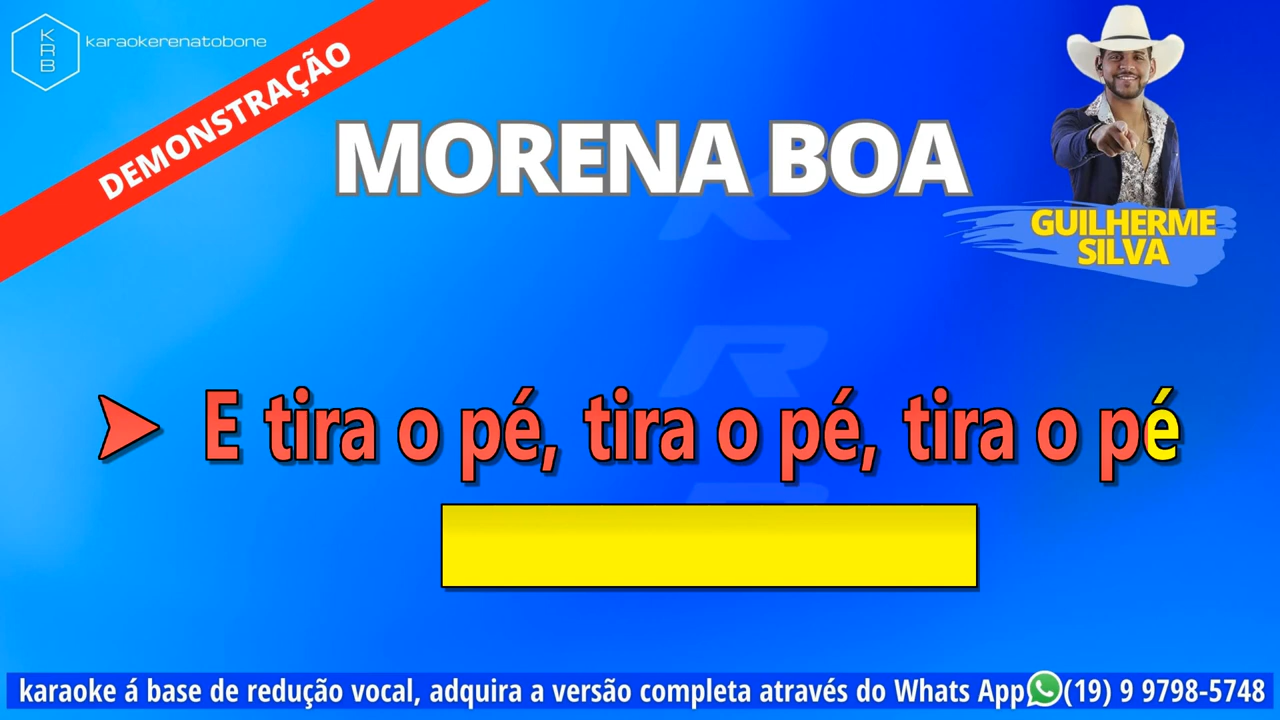 K
R
B
karaokerenatobone
DEMONSTRAÇÃO
MORENA BOA
GUILHERME
SILVA
K
R
R
E tira o pé, tira o pé, tira o pé
karaoke á base de redução vocal, adquira a versão completa através do Whats App (19) 9 9798-5748